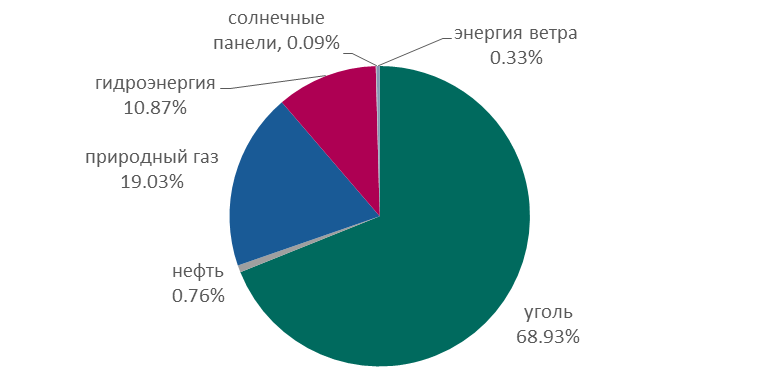 солнечные
панели, 0.09%
энергия ветра
0.33%
гидроэнергия
10.87%
природный газ
19.03%
нефть
0.76%
уголь
68.93%